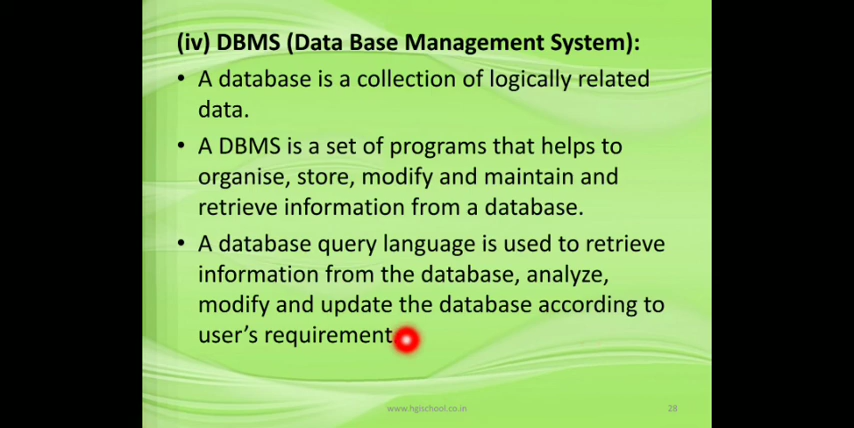 (iv) DBMS (Data Base Management System):
• A database is a collection of logically related
data.
• A DBMS is a set of programs that helps to
organise, store, modify and maintain and
retrieve information from a database.
• A database query language is used to retrieve
information from the database, analyze,
modify and update the database according to
user’s requirement
www.hgischool.co.in
28